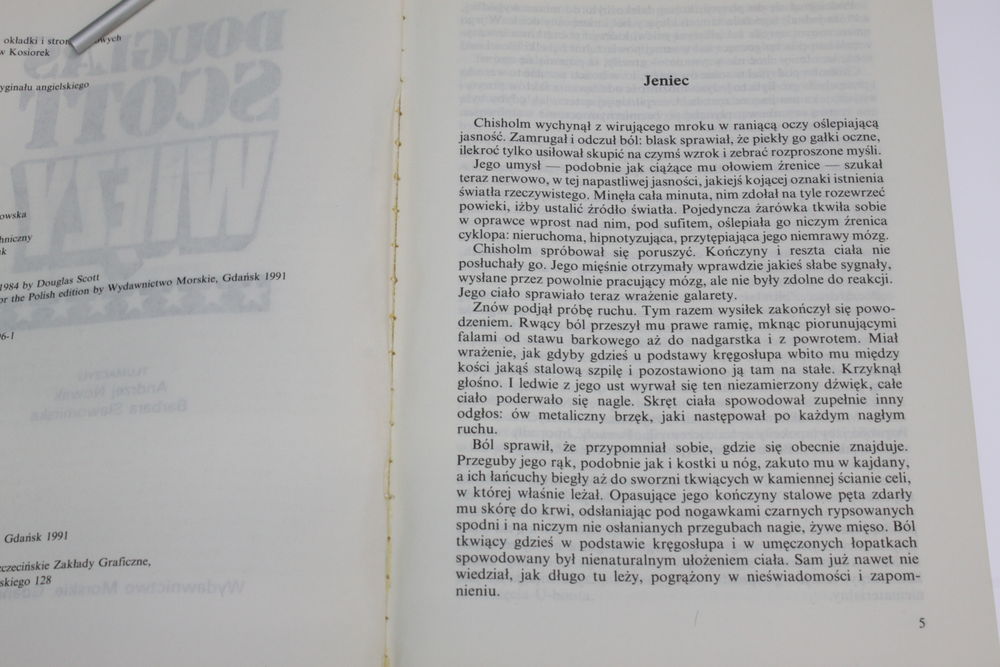 okładki i stron
w Kosiorek
yginału angielskiego
owska
hniczny
ak
1984 by Douglas Scott
or the Polish edition by Wydawnictwo Morskie, Gdańsk 1991
6-1
Gdańsk 1991
zczecińskie Zakłady Graficzne,
skiego 128
DOUGLAS
SCOTT
TŁUMACZYLI
Andrzej Nowak
Barbara Sławomirska
Wydawnictwo Morskie Gdańsk
Jeniec
Chisholm wychynął z wirującego mroku w raniącą oczy oślepiającą
jasność. Zamrugał i odczuł ból: blask sprawiał, że piekły go gałki oczne,
ilekroć tylko usiłował skupić na czymś wzrok i zebrać rozproszone myśli.
Jego umysł — podobnie jak ciążące mu ołowiem źrenice — szukał
teraz nerwowo, w tej napastliwej jasności, jakiejś kojącej oznaki istnienia
światła rzeczywistego. Minęła cała minuta, nim zdołał na tyle rozewrzeć
powieki, iżby ustalić źródło światła. Pojedyncza żarówka tkwiła sobie
w oprawce wprost nad nim, pod sufitem, oślepiała go niczym źrenica
cyklopa: nieruchoma, hipnotyzująca, przytępiająca jego niemrawy mózg.
Chisholm spróbował się poruszyć. Kończyny i reszta ciała nie
posłuchały go. Jego mięśnie otrzymały wprawdzie jakieś słabe sygnały,
wysłane przez powolnie pracujący mózg, ale nie były zdolne do reakcji.
Jego ciało sprawiało teraz wrażenie galarety.
Znów podjął próbę ruchu. Tym razem wysiłek zakończył się powo-
dzeniem. Rwący ból przeszył mu prawe ramię, mknąc piorunującymi
falami od stawu barkowego aż do nadgarstka i z powrotem. Miał
wrażenie, jak gdyby gdzieś u podstawy kręgosłupa wbito mu między
kości jakąś stalową szpilę i pozostawiono ją tam na stałe. Krzyknął
głośno. I ledwie z jego ust wyrwał się ten niezamierzony dźwięk, całe
ciało poderwało się nagle. Skręt ciała spowodował zupełnie inny
odgłos: ów metaliczny brzęk, jaki następował po każdym nagłym
ruchu.
Ból sprawił, że przypomniał sobie, gdzie się obecnie znajduje.
Przeguby jego rąk, podobnie jak i kostki u nóg, zakuto mu w kajdany,
a ich łańcuchy biegły aż do sworzni tkwiących w kamiennej ścianie celi,
w której właśnie leżał. Opasujące jego kończyny stalowe pęta zdarły
mu skórę do krwi, odsłaniając pod nogawkami czarnych rypsowanych
spodni i na niczym nie osłanianych przegubach nagie, żywe mięso. Ból
tkwiący gdzieś w podstawie kręgosłupa i w umęczonych łopatkach
spowodowany był nienaturalnym ułożeniem ciała. Sam już nawet nie
wiedział, jak długo tu leży, pogrążony w nieświadomości i zapom-
nieniu.
5